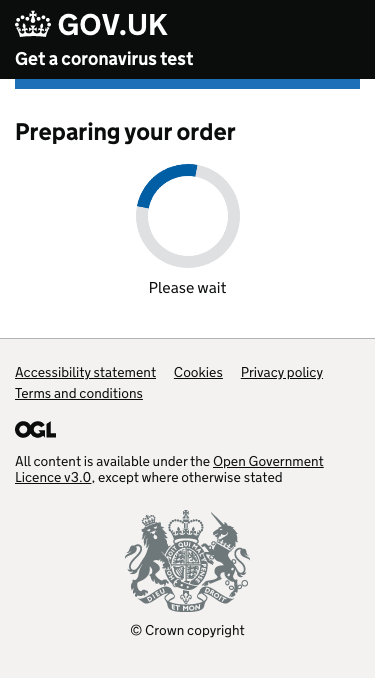 GOV.UK
Get a coronavirus test
Preparing your order
Please wait
Accessibility statement Cookies Privacy policy
Terms and conditions
OGL
All content is available under the Open Government
Licence v3.0, except where otherwise stated
DIEU ET MON DROIT
© Crown copyright